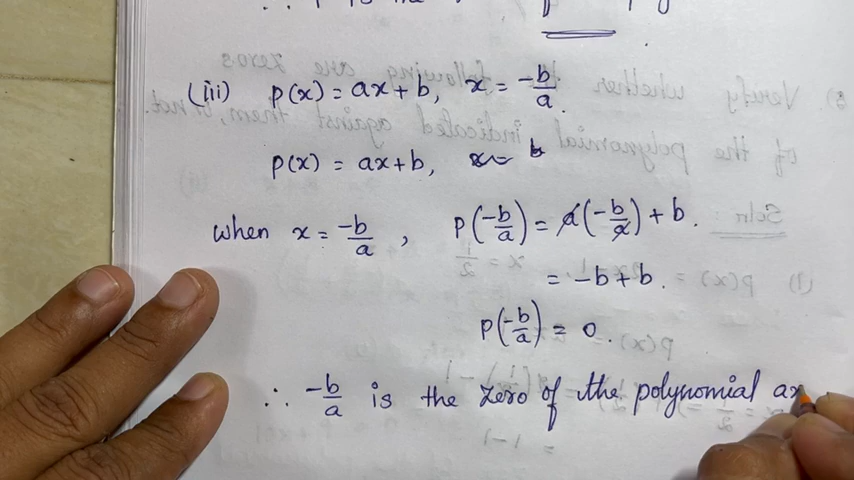 (iii) p(x) = ax + b, x = -b/a.
p(x) = ax + b,
when x = -b/a , p(-b/a) = a(-b/a) + b.
= -b + b.
p(-b/a) = 0.
∴ -b/a is the zero of the polynomial ax